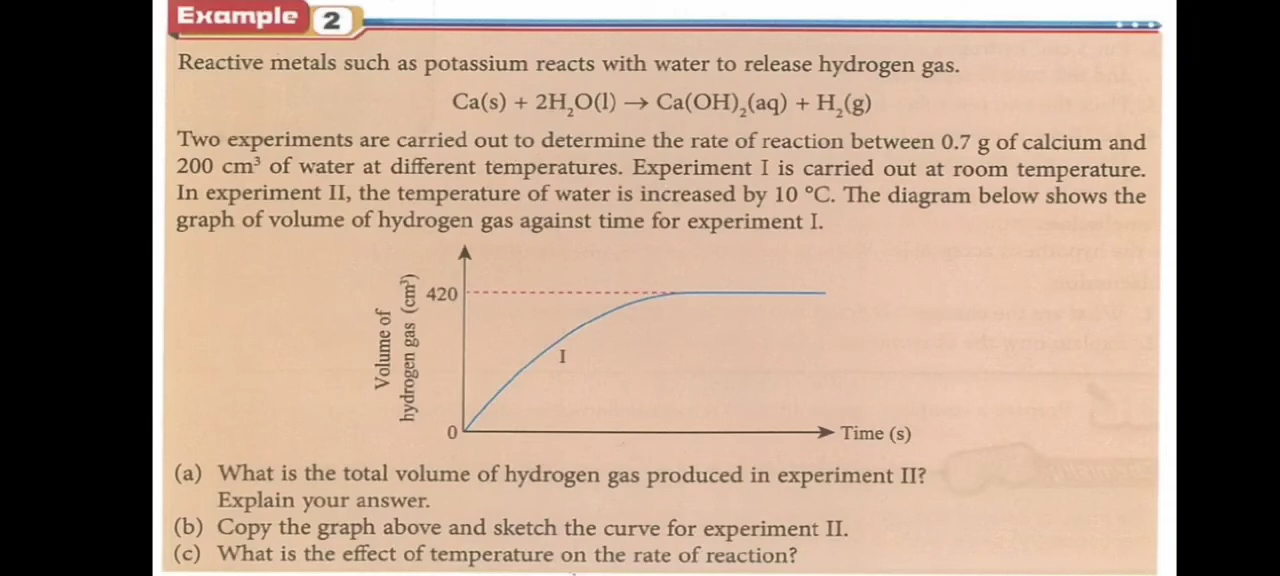 Example 2
Reactive metals such as potassium reacts with water to release hydrogen gas.
Ca(s) + 2H₂O(l) → Ca(OH)₂(aq) + H₂(g)
Two experiments are carried out to determine the rate of reaction between 0.7 g of calcium and
200 cm³ of water at different temperatures. Experiment I is carried out at room temperature.
In experiment II, the temperature of water is increased by 10 °C. The diagram below shows the
graph of volume of hydrogen gas against time for experiment I.
Volume of
hydrogen gas (cm³)
420
I
0
Time (s)
(a) What is the total volume of hydrogen gas produced in experiment II?
Explain your answer.
(b) Copy the graph above and sketch the curve for experiment II.
(c) What is the effect of temperature on the rate of reaction?